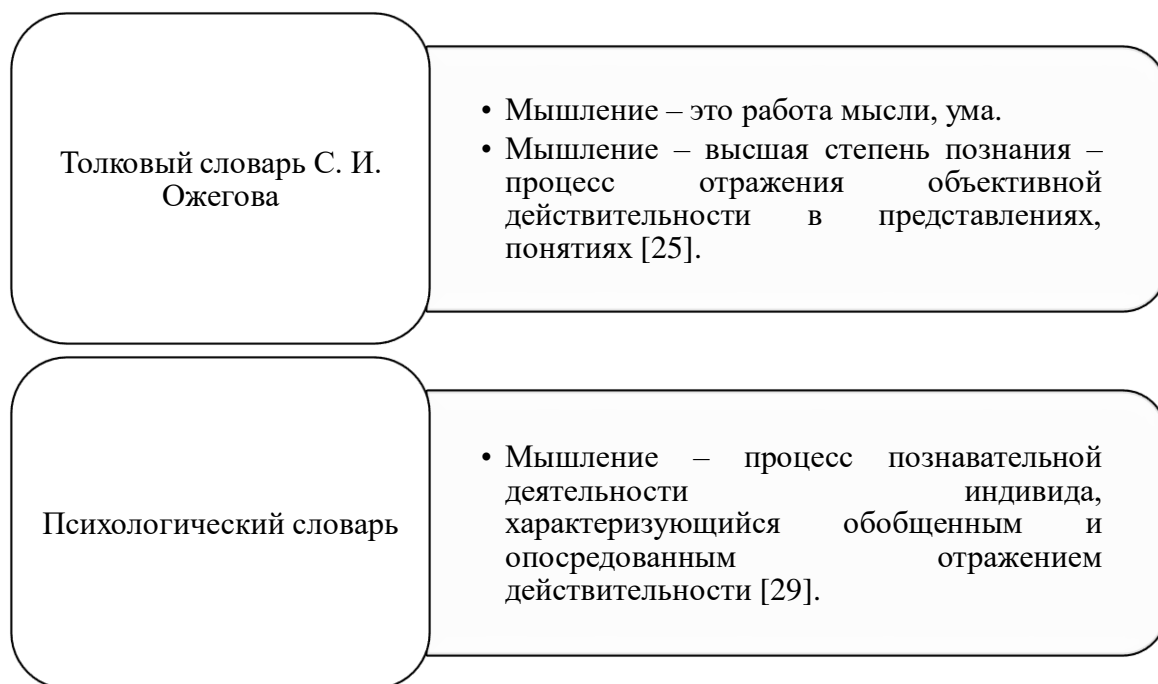 Толковый словарь С. И.
Ожегова
• Мышление – это работа мысли, ума.
• Мышление – высшая степень познания –
процесс отражения объективной
действительности в представлениях,
понятиях [25].
Психологический словарь
• Мышление – процесс познавательной
деятельности индивида,
характеризующийся обобщенным и
опосредованным отражением
действительности [29].